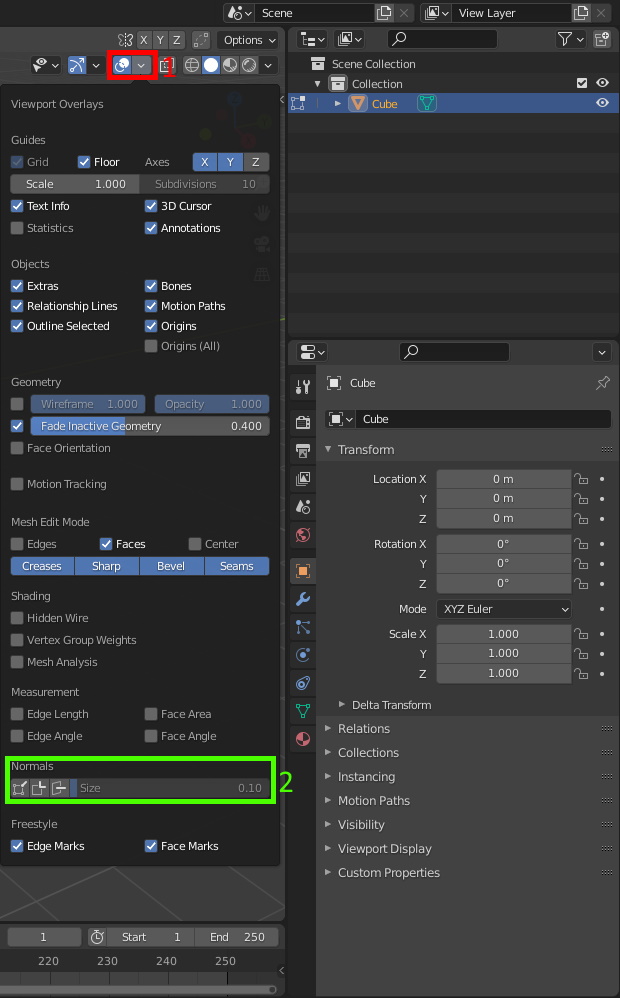 Scene View Layer
X Y Z Options
1
Viewport Overlays
Guides
Grid Floor Axes X Y Z
Scale 1.000 Subdivisions 10
Text Info 3D Cursor
Statistics Annotations
Objects
Extras Bones
Relationship Lines Motion Paths
Outline Selected Origins
Origins (All)
Geometry
Wireframe 1.000 Opacity 1.000
Fade Inactive Geometry 0.400
Face Orientation
Motion Tracking
Mesh Edit Mode
Edges Faces Center
Creases Sharp Bevel Seams
Shading
Hidden Wire
Vertex Group Weights
Mesh Analysis
Measurement
Edge Length Face Area
Edge Angle Face Angle
Normals
Size 0.10
2
Freestyle
Edge Marks Face Marks
1 Start 1 End 250
220 230 240 250
Scene Collection
Collection
Cube
Cube
Cube
Transform
Location X 0 m
Y 0 m
Z 0 m
Rotation X 0°
Y 0°
Z 0°
Mode XYZ Euler
Scale X 1.000
Y 1.000
Z 1.000
Delta Transform
Relations
Collections
Instancing
Motion Paths
Visibility
Viewport Display
Custom Properties